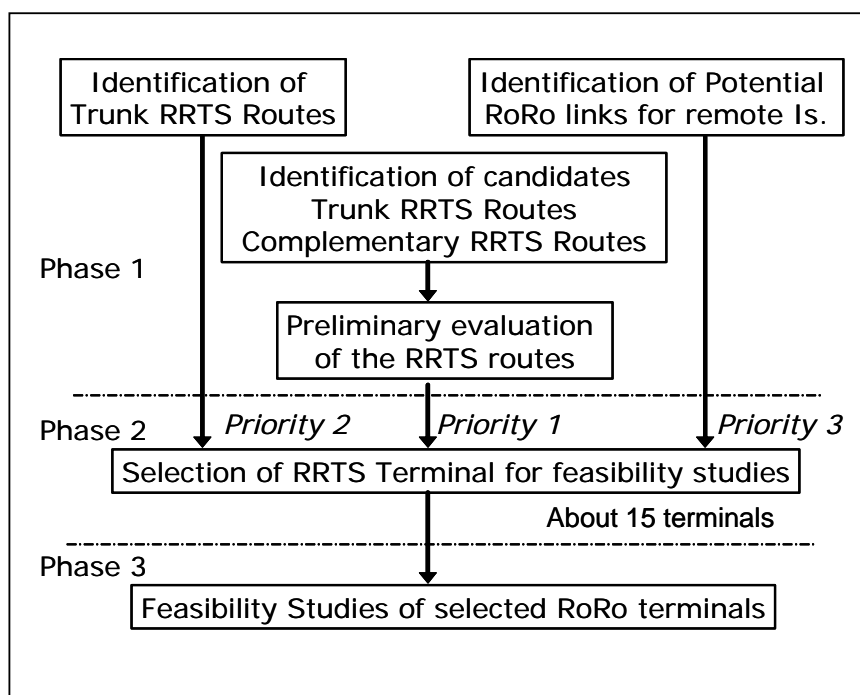 Identification of
Trunk RRTS Routes
Identification of Potential
RoRo links for remote Is.
Identification of candidates
Trunk RRTS Routes
Complementary RRTS Routes
Phase 1
Preliminary evaluation
of the RRTS routes
Phase 2
Priority 2
Priority 1
Priority 3
Selection of RRTS Terminal for feasibility studies
About 15 terminals
Phase 3
Feasibility Studies of selected RoRo terminals